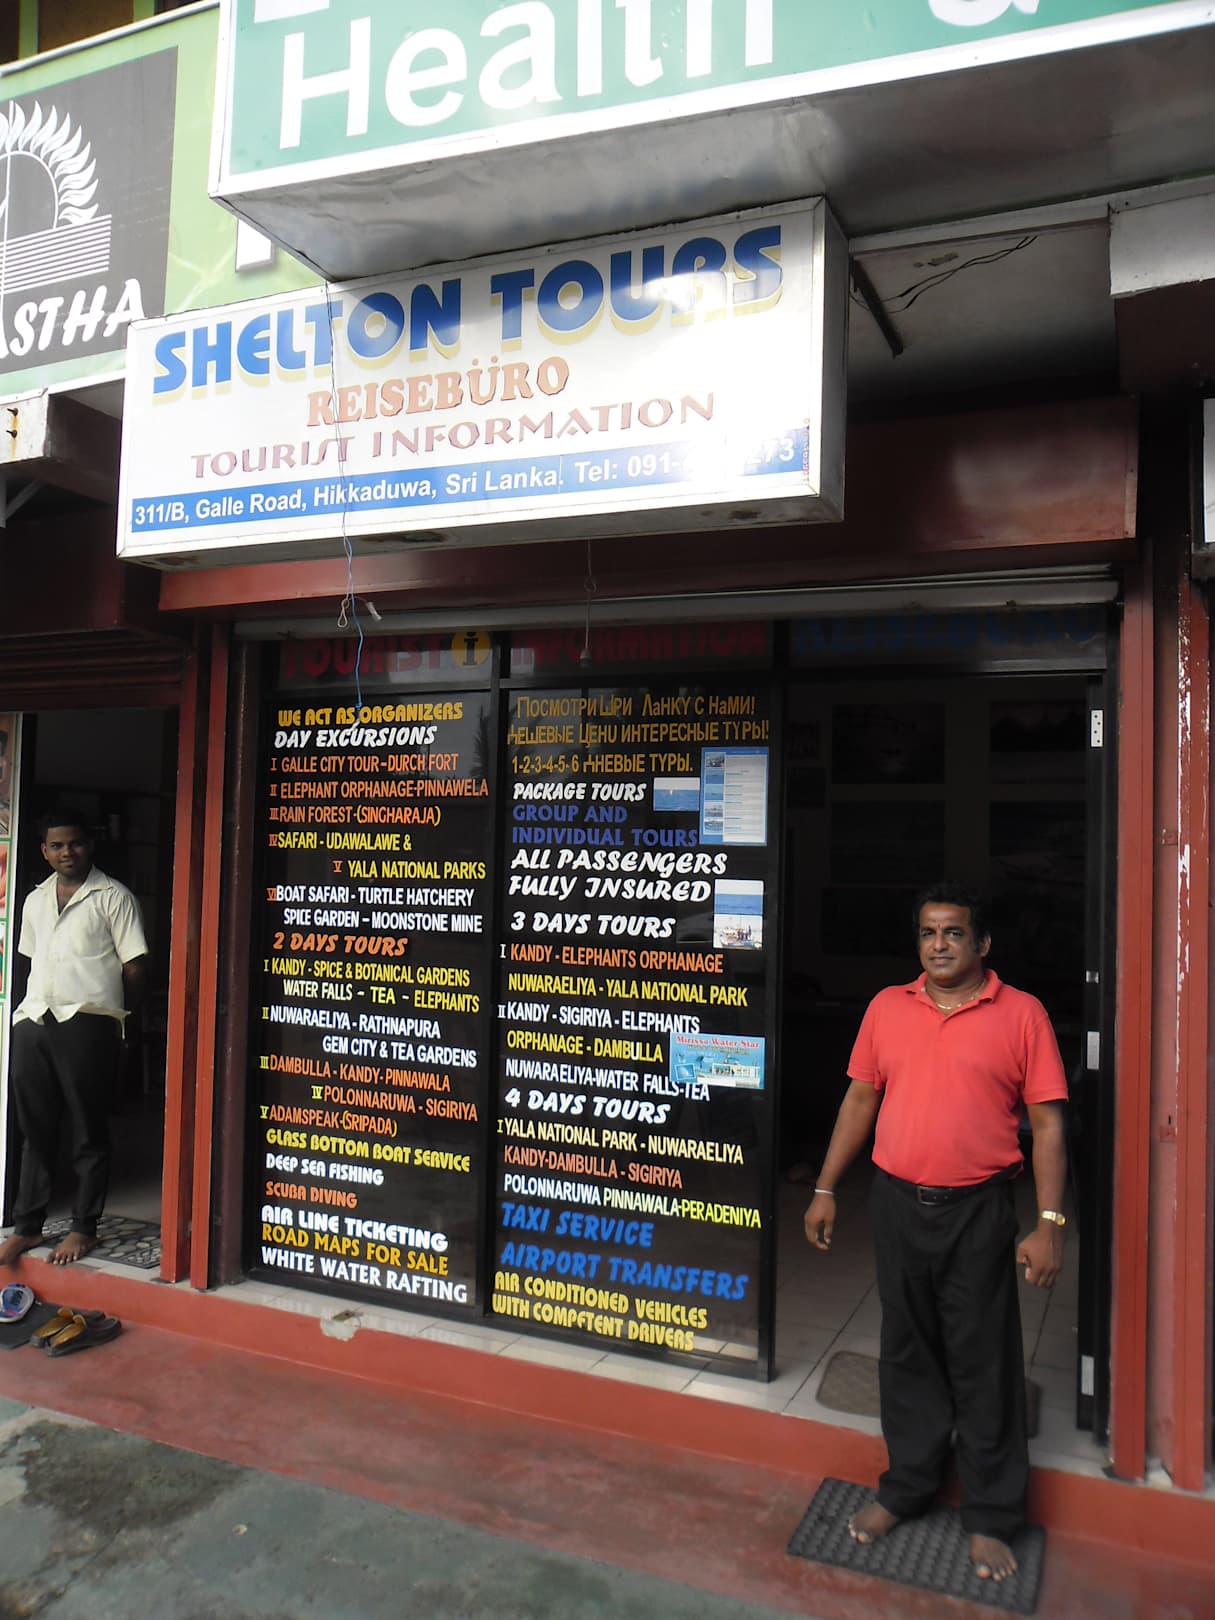 Health
STHA
SHELTON TOURS
REISEBÜRO
TOURIST INFORMATION
311/B, Galle Road, Hikkaduwa, Sri Lanka. Tel: 091-
TOURIST i INFORMATION REISEBÜRO
WE ACT AS ORGANIZERS
DAY EXCURSIONS
I GALLE CITY TOUR-DURCH FORT
II ELEPHANT ORPHANAGE-PINNAWELA
III RAIN FOREST-(SINGHARAJA)
IV SAFARI - UDAWALAWE &
V YALA NATIONAL PARKS
VI BOAT SAFARI - TURTLE HATCHERY
SPICE GARDEN - MOONSTONE MINE
2 DAYS TOURS
I KANDY - SPICE & BOTANICAL GARDENS
WATER FALLS - TEA - ELEPHANTS
II NUWARAELIYA - RATHNAPURA
GEM CITY & TEA GARDENS
III DAMBULLA - KANDY- PINNAWALA
IV POLONNARUWA - SIGIRIYA
V ADAMSPEAK-(SRIPADA)
GLASS BOTTOM BOAT SERVICE
DEEP SEA FISHING
SCUBA DIVING
AIR LINE TICKETING
ROAD MAPS FOR SALE
WHITE WATER RAFTING
ПОСМОТРИ ШРИ ЛаНКУ С НаМИ!
ДЕШЕВЫЕ ЦЕНЫ ИНТЕРЕСНЫЕ ТУРЫ!
1-2-3-4-5-6 ДНЕВЫЕ ТУРЫ.
PACKAGE TOURS
GROUP AND
INDIVIDUAL TOURS
ALL PASSENGERS
FULLY INSURED
3 DAYS TOURS
I KANDY - ELEPHANTS ORPHANAGE
NUWARAELIYA - YALA NATIONAL PARK
II KANDY - SIGIRIYA - ELEPHANTS
ORPHANAGE - DAMBULLA
Mirissa Water Star
NUWARAELIYA-WATER FALLS-TEA
4 DAYS TOURS
I YALA NATIONAL PARK - NUWARAELIYA
KANDY-DAMBULLA - SIGIRIYA
POLONNARUWA PINNAWALA-PERADENIYA
TAXI SERVICE
AIRPORT TRANSFERS
AIR CONDITIONED VEHICLES
WITH COMPETENT DRIVERS